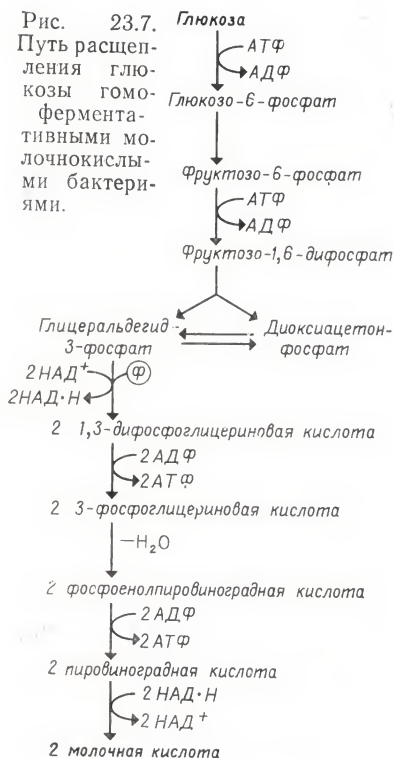 Рис. 23.7.
Путь расщеп-
ления глю-
козы гомо-
фермента-
тивными мо-
лочнокислы-
ми бактери-
ями.
Глюкоза
АТФ
АДФ
Глюкозо-6-фосфат
Фруктозо-6-фосфат
АТФ
АДФ
Фруктозо-1,6-дифосфат
Глицеральдегид-
3-фосфат
Диоксиацетон-
фосфат
2НАД⁺
Ф
2НАД·Н
2 1,3-дифосфоглицериновая кислота
2АДФ
2АТФ
2 3-фосфоглицериновая кислота
–H₂O
2 фосфоенолпировиноградная кислота
2АДФ
2АТФ
2 пировиноградная кислота
2НАД·Н
2НАД⁺
2 молочная кислота